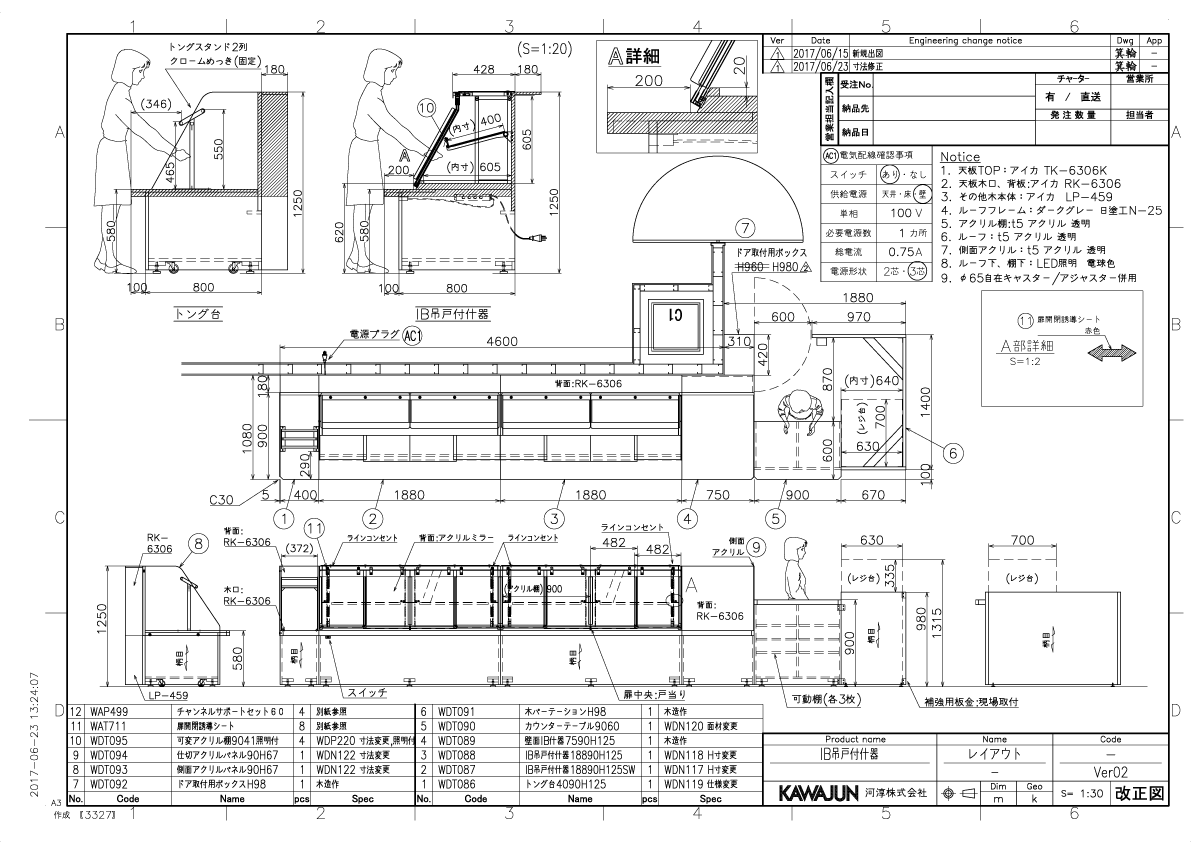 1 2 3 4 5 6
Ver Date Engineering change notice Dwg App
1 2017/06/15 新規出図 箕輪 -
1 2017/06/23 寸法修正 箕輪 -
営業担当記入欄
受注No.
納品先
納品日
チャーター 営業所
有 / 直送
発注数量 担当者
トングスタンド2列
クロームめっき(固定)
180
(346)
465
550
580
1250
100 800
トング台
(S=1:20)
428 180
10
(内寸) 400
605
A
200
(内寸) 605
620
580
1250
100 800
IB吊戸付什器
A詳細
200
20
AC1 電気配線確認事項
スイッチ あり・なし
供給電源 天井・床・壁
単相 100V
必要電源数 1カ所
総電流 0.75A
電源形状 2芯・3芯
Notice
1. 天板TOP:アイカ TK-6306K
2. 天板木口、背板:アイカ RK-6306
3. その他木本体:アイカ LP-459
4. ルーフフレーム:ダークグレー 日塗工N-25
5. アクリル棚:t5 アクリル 透明
6. ルーフ:t5 アクリル 透明
7. 側面アクリル:t5 アクリル 透明
8. ルーフ下、棚下:LED照明 電球色
9. φ65自在キャスター/アジャスター併用
7
ドア取付用ボックス
H960 H980 2
C1
11 扉開閉誘導シート
赤色
A部詳細
S=1:2
電源プラグ AC1
4600
310
420
1880
600 970
870
(内寸)640
(レジ台)
700
630
600
1400
100
6
背面:RK-6306
180
1080
900
290
C30
5 400 1880 1880 750 900 670
1 2 3 4 5
RK-6306
8
1250
580
柄目
LP-459
背面:
RK-6306
(372)
11
ラインコンセント
背面:アクリルミラー
ラインコンセント
ラインコンセント
482
482
(アクリル棚) 900
A
木口:
RK-6306
背面:
RK-6306
側面
アクリル
9
柄目
柄目
スイッチ
扉中央:戸当り
900
可動棚(各3枚)
630
(レジ台)
335
980
1315
柄目
補強用板金:現場取付
700
(レジ台)
柄目
12 WAP499 チャンネルサポートセット60 4 別紙参照
11 WAT711 扉開閉誘導シート 8 別紙参照
10 WDT095 可変アクリル棚9041照明付 4 WDP220 寸法変更,照明付
9 WDT094 仕切アクリルパネル90H67 1 WDN122 寸法変更
8 WDT093 側面アクリルパネル90H67 1 WDN122 寸法変更
7 WDT092 ドア取付用ボックスH98 1 木造作
No. Code Name pcs Spec
6 WDT091 木パーテーションH98 1 木造作
5 WDT090 カウンターテーブル9060 1 WDN120 面材変更
4 WDT089 壁面IB什器7590H125 1 木造作
3 WDT088 IB吊戸付什器18890H125 1 WDN118 H寸変更
2 WDT087 IB吊戸付什器18890H125SW 1 WDN117 H寸変更
1 WDT086 トング台4090H125 1 WDN119 仕様変更
No. Code Name pcs Spec
Product name Name Code
IB吊戸付什器 レイアウト -
- Ver02
KAWAJUN 河淳株式会社
Dim Geo
m k
S= 1:30
改正図
A B C D
A B C D
1 2 3 4 5 6
2017-06-23 13:24:07
A3
作成 〖3327〗